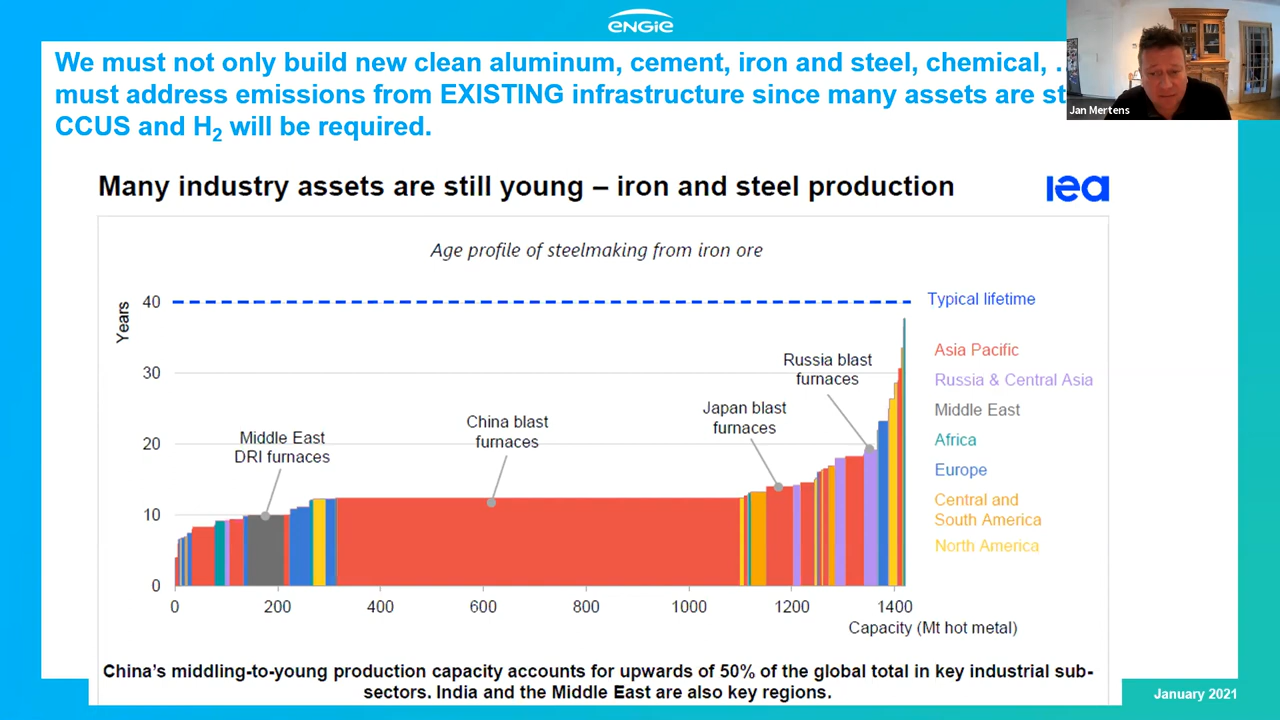 ENGIE
We must not only build new clean aluminum, cement, iron and steel, chemical, .
must address emissions from EXISTING infrastructure since many assets are st
CCUS and H2 will be required.
Jan Mertens
Many industry assets are still young – iron and steel production
iea
Age profile of steelmaking from iron ore
Years
40
30
20
10
0
Typical lifetime
Middle East
DRI furnaces
China blast
furnaces
Japan blast
furnaces
Russia blast
furnaces
Asia Pacific
Russia & Central Asia
Middle East
Africa
Europe
Central and
South America
North America
0 200 400 600 800 1000 1200 1400
Capacity (Mt hot metal)
China's middling-to-young production capacity accounts for upwards of 50% of the global total in key industrial sub-
sectors. India and the Middle East are also key regions.
January 2021